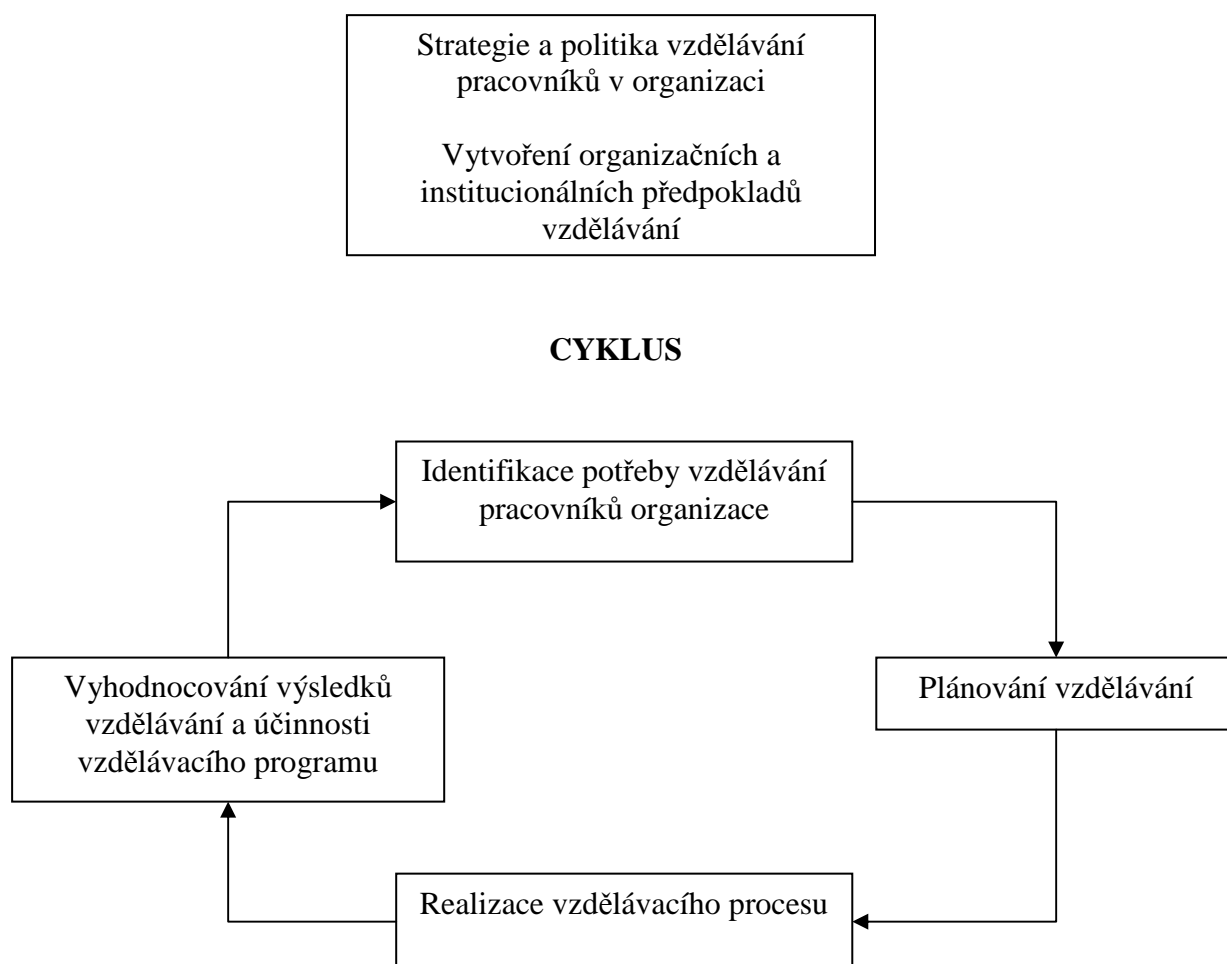 Strategie a politika vzdělávání
pracovníků v organizaci
Vytvoření organizačních a
institucionálních předpokladů
vzdělávání
CYKLUS
Identifikace potřeby vzdělávání
pracovníků organizace
Plánování vzdělávání
Vyhodnocování výsledků
vzdělávání a účinnosti
vzdělávacího programu
Realizace vzdělávacího procesu